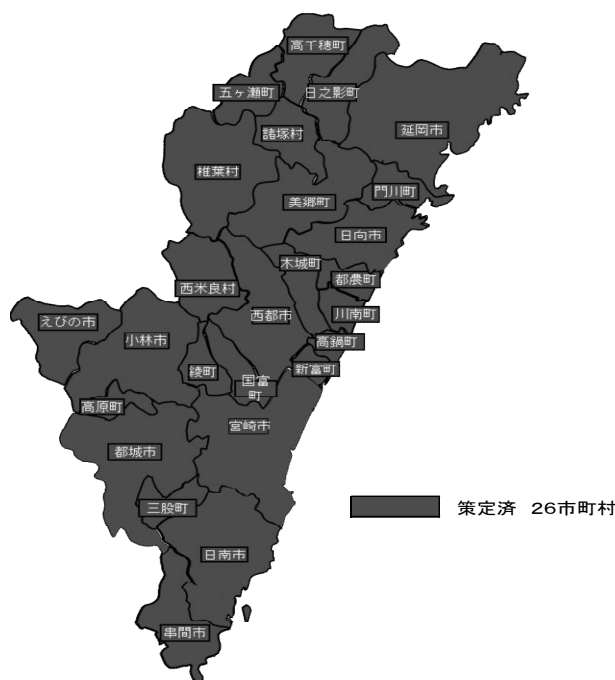 高千穂町
五ヶ瀬町
日之影町
延岡市
諸塚村
椎葉村
門川町
美郷町
日向市
木城町
都農町
西米良村
西都市
川南町
えびの市
小林市
高鍋町
綾町
新富町
国富
町
高原町
宮崎市
都城市
三股町
策定済 26市町村
日南市
串間市